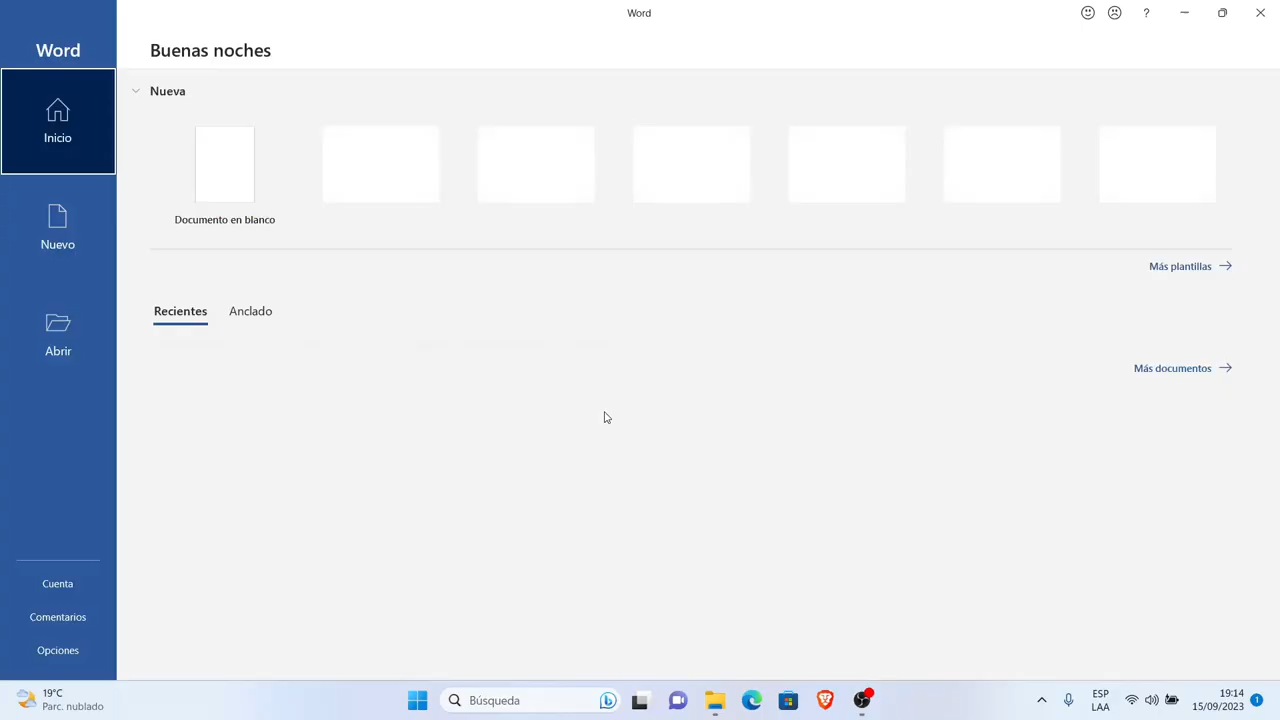 Word
Word
Buenas noches
Nueva
Inicio
Documento en blanco
Nuevo
Más plantillas
Recientes
Anclado
Abrir
Más documentos
Cuenta
Comentarios
Opciones
19°C
Parc. nublado
Búsqueda
ESP
LAA
19:14
15/09/2023
1